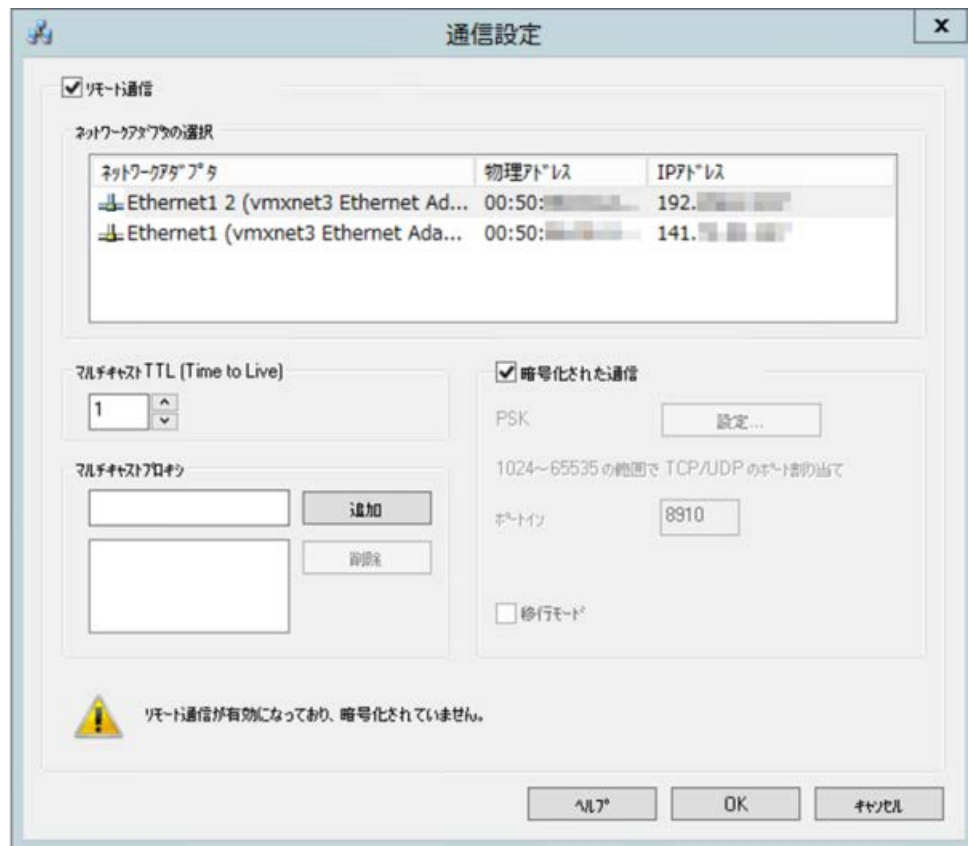 通信設定
x
リモート通信
ネットワークアダプタの選択
ネットワークアダプタ 物理アドレス IPアドレス
Ethernet1 2 (vmxnet3 Ethernet Ad... 00:50: 192.
Ethernet1 (vmxnet3 Ethernet Ada... 00:50: 141.
マルチキャストTTL (Time to Live)
1
マルチキャストプロキシ
追加
削除
暗号化された通信
PSK 設定...
1024～65535 の範囲で TCP/UDP のポート割り当て
ポートイン 8910
移行モード
リモート通信が有効になっており、暗号化されていません。
ヘルプ OK キャンセル